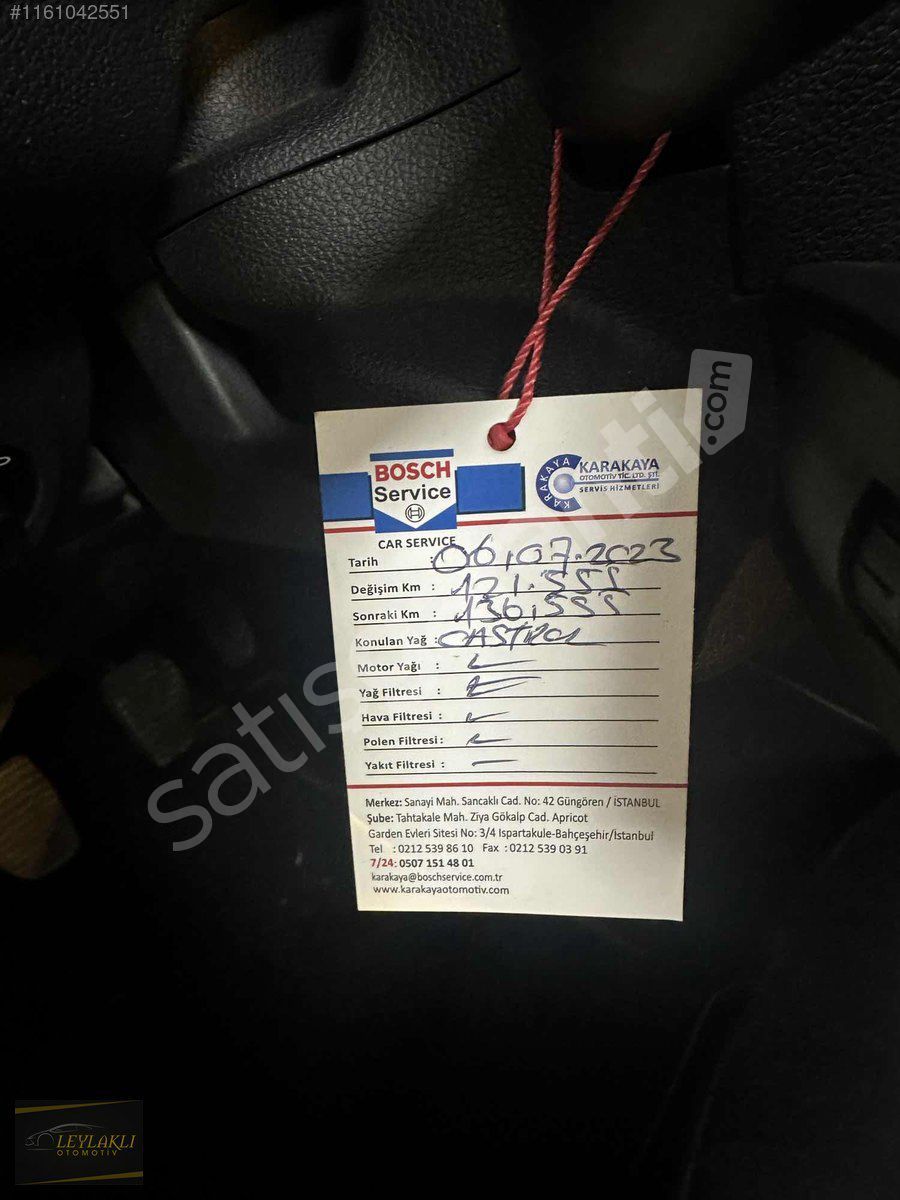 #1161042551
BOSCH
Service
CAR SERVICE
KARAKAYA
KARAKAYA
OTOMOTİV TİC. LTD. ŞTİ.
SERVİS HİZMETLERİ
Tarih : 06.07.2023
Değişim Km : 121.555
Sonraki Km : 136.555
Konulan Yağ : CASTROL
Motor Yağı :
Yağ Filtresi :
Hava Filtresi :
Polen Filtresi :
Yakıt Filtresi : —
Merkez: Sanayi Mah. Sancaklı Cad. No: 42 Güngören / İSTANBUL
Şube: Tahtakale Mah. Ziya Gökalp Cad. Apricot
Garden Evleri Sitesi No: 3/4 Ispartakule-Bahçeşehir/İstanbul
Tel : 0212 539 86 10 Fax : 0212 539 03 91
7/24: 0507 151 48 01
karakaya@boschservice.com.tr
www.karakayaotomotiv.com
LEYLAKLI
OTOMOTİV